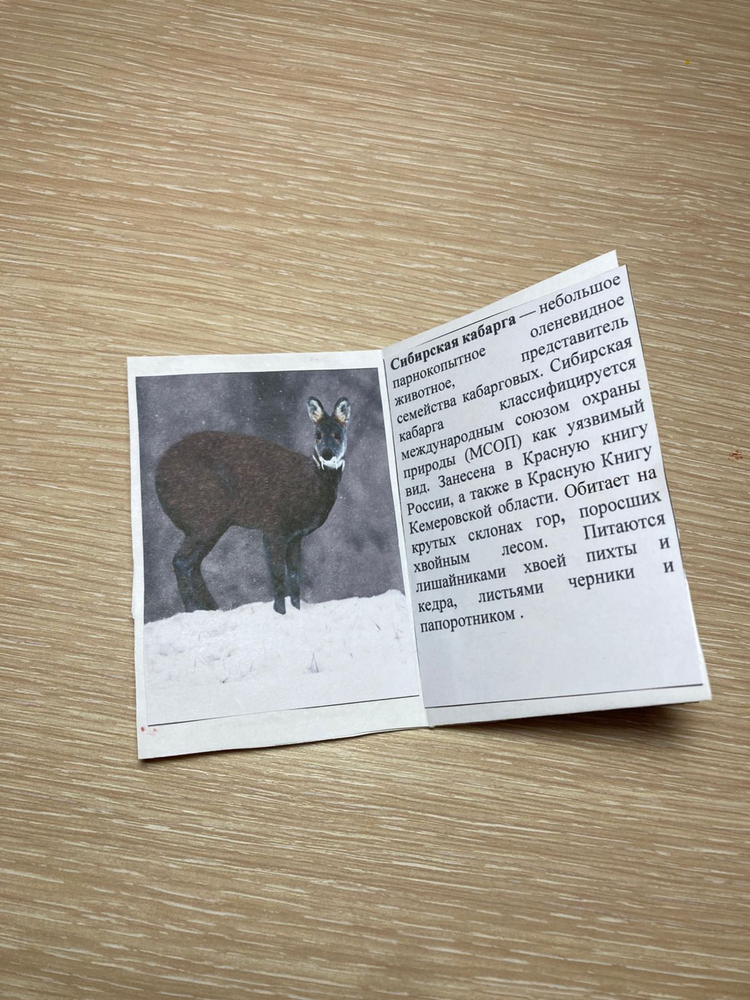 Сибирская кабарга — небольшое
парнокопытное оленевидное
животное, представитель
семейства кабарговых. Сибирская
кабарга классифицируется
международным союзом охраны
природы (МСОП) как уязвимый
вид. Занесена в Красную книгу
России, а также в Красную Книгу
Кемеровской области. Обитает на
крутых склонах гор, поросших
хвойным лесом. Питаются
лишайниками хвоей пихты и
кедра, листьями черники и
папоротником .